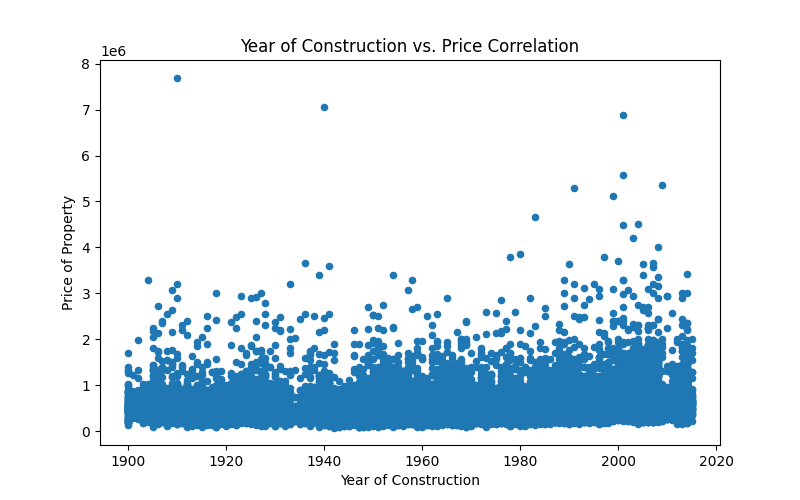 Year of Construction vs. Price Correlation
1e6
8
7
6
5
4
3
2
1
0
Price of Property
1900 1920 1940 1960 1980 2000 2020
Year of Construction